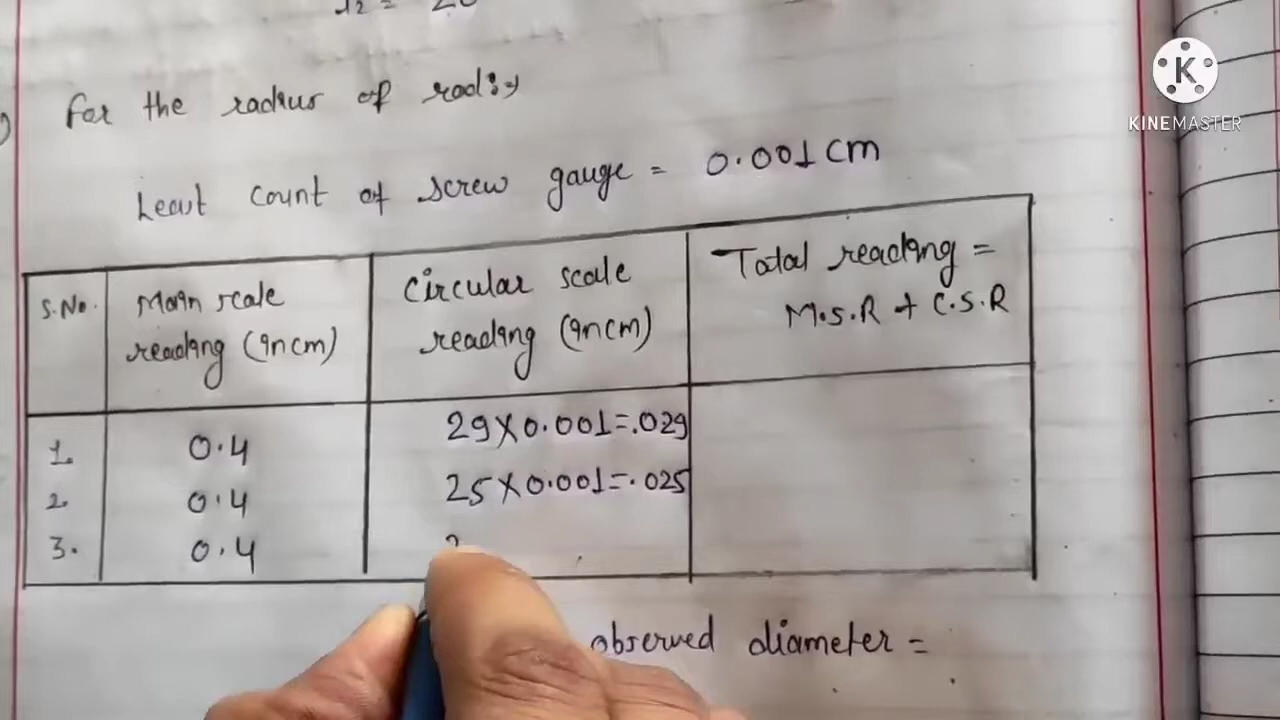 For the radius of rod:→
Least count of screw gauge = 0.001 cm
S.No.
Main scale
reading (in cm)
Circular scale
reading (in cm)
Total reading =
M.S.R + C.S.R
1. 0.4 29×0.001=.029
2. 0.4 25×0.001=.025
3. 0.4
observed diameter =
KINEMASTER